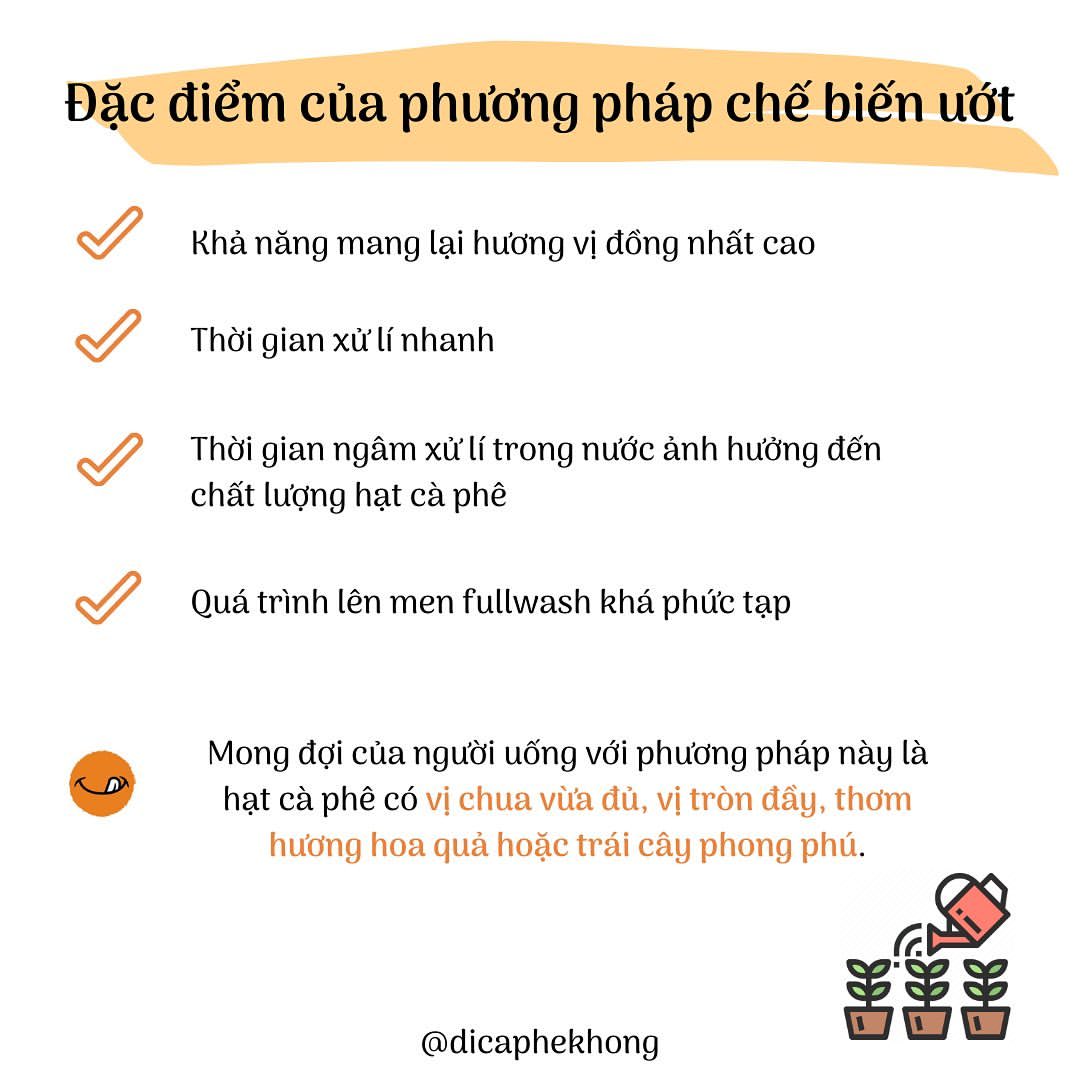 Đặc điểm của phương pháp chế biến ướt
Khả năng mang lại hương vị đồng nhất cao
Thời gian xử lí nhanh
Thời gian ngâm xử lí trong nước ảnh hưởng đến
chất lượng hạt cà phê
Quá trình lên men fullwash khá phức tạp
Mong đợi của người uống với phương pháp này là
hạt cà phê có vị chua vừa đủ, vị tròn đầy, thơm
hương hoa quả hoặc trái cây phong phú.
@dicaphekhong